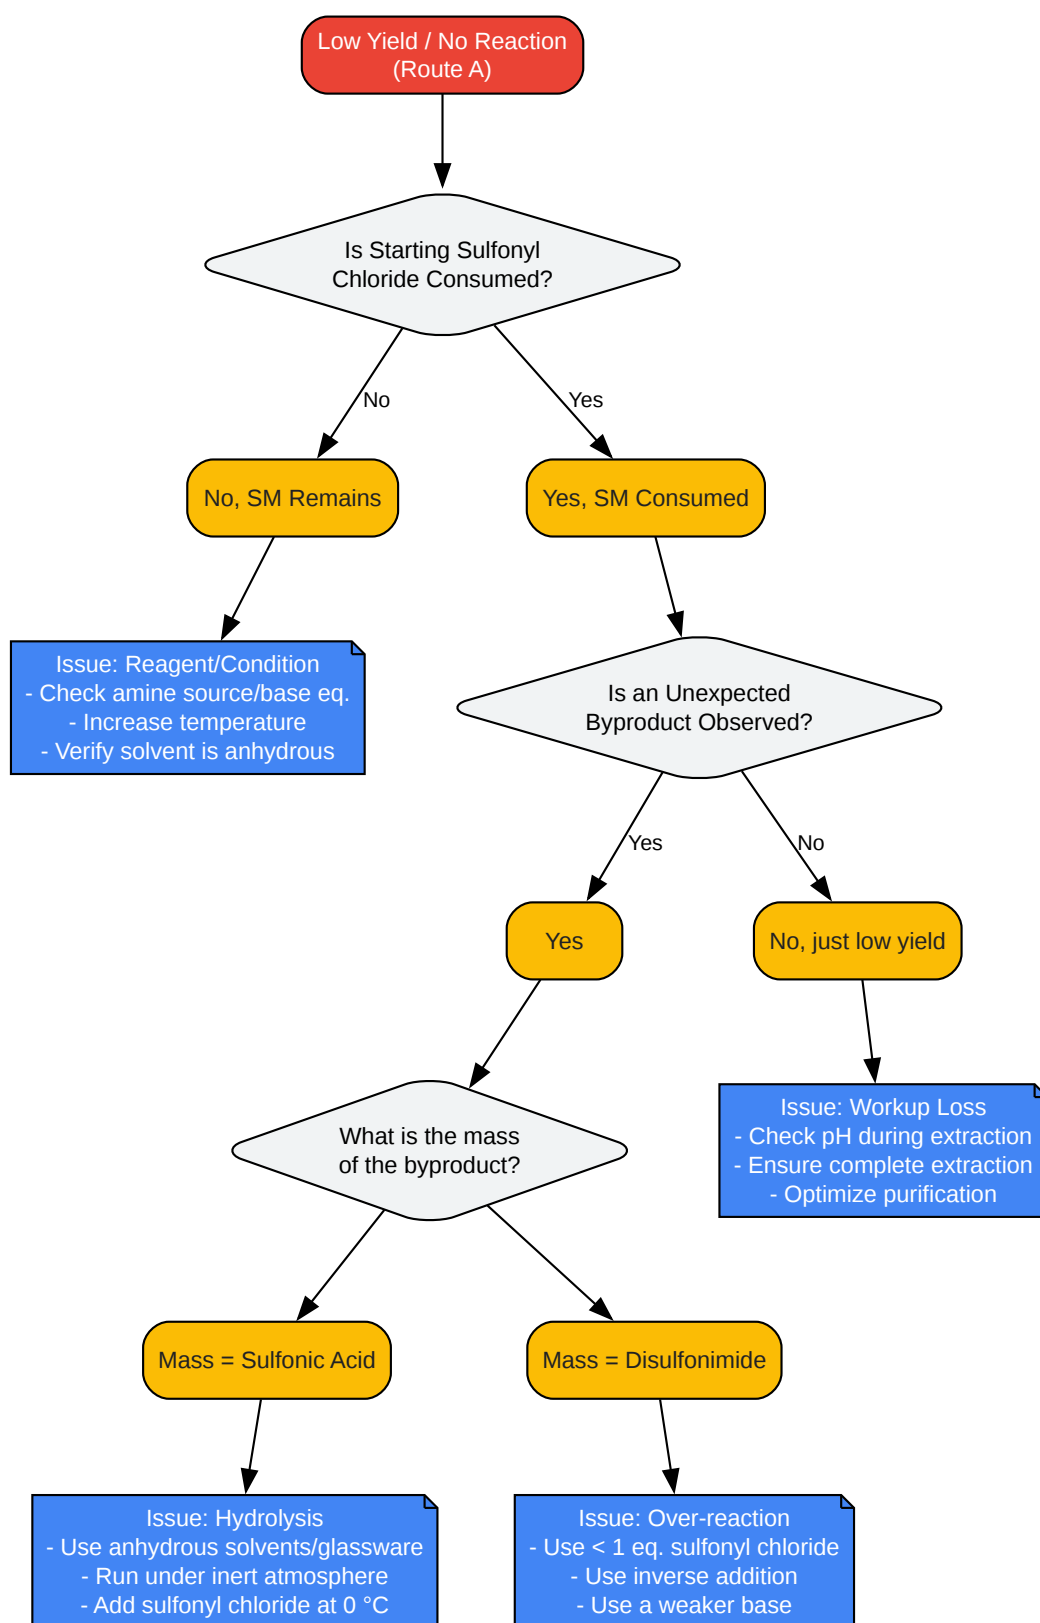 Low Yield / No Reaction
(Route A)
Is Starting Sulfonyl
Chloride Consumed?
No
Yes
No, SM Remains
Yes, SM Consumed
Issue: Reagent/Condition
- Check amine source/base eq.
- Increase temperature
- Verify solvent is anhydrous
Is an Unexpected
Byproduct Observed?
Yes
No
Yes
No, just low yield
What is the mass
of the byproduct?
Issue: Workup Loss
- Check pH during extraction
- Ensure complete extraction
- Optimize purification
Mass = Sulfonic Acid
Mass = Disulfonimide
Issue: Hydrolysis
- Use anhydrous solvents/glassware
- Run under inert atmosphere
- Add sulfonyl chloride at 0 °C
Issue: Over-reaction
- Use < 1 eq. sulfonyl chloride
- Use inverse addition
- Use a weaker base